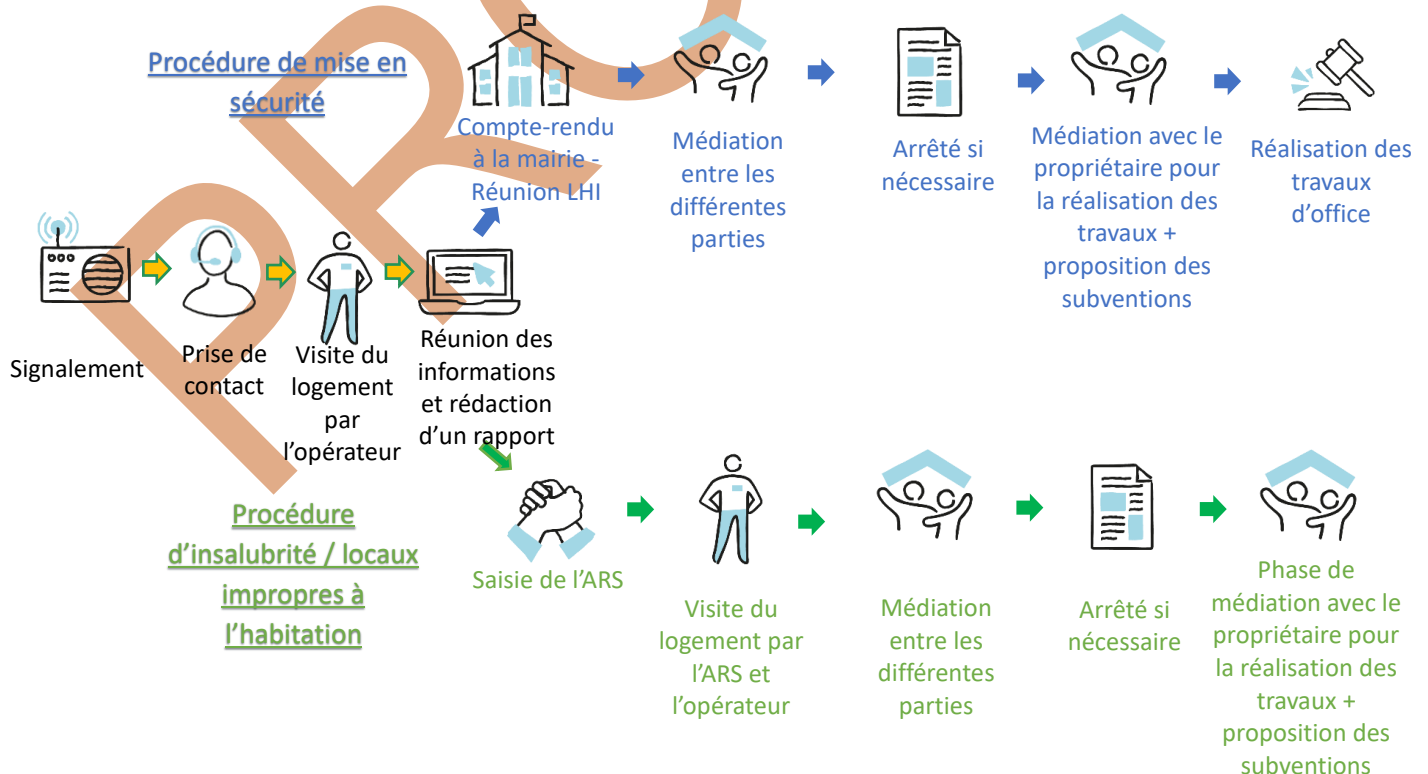 Procédure de mise en
sécurité
Compte-rendu
à la mairie -
Réunion LHI
Médiation
entre les
différentes
parties
Arrêté si
nécessaire
Médiation avec le
propriétaire pour
la réalisation des
travaux +
proposition des
subventions
Réalisation des
travaux
d’office
Signalement
Prise de
contact
Visite du
logement
par
l’opérateur
Réunion des
informations
et rédaction
d’un rapport
Procédure
d’insalubrité / locaux
impropres à
l’habitation
Saisie de l’ARS
Visite du
logement par
l’ARS et
l’opérateur
Médiation
entre les
différentes
parties
Arrêté si
nécessaire
Phase de
médiation avec le
propriétaire pour
la réalisation des
travaux +
proposition des
subventions
PRO